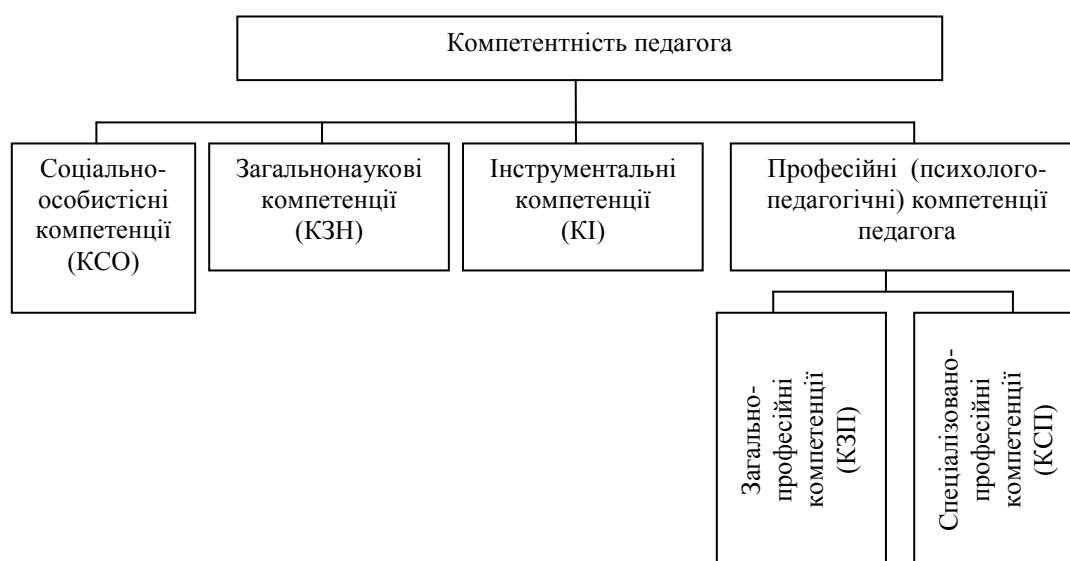 Компетентність педагога
Соціально-
особистісні
компетенції
(КСО)
Загальнонаукові
компетенції
(КЗН)
Інструментальні
компетенції
(КІ)
Професійні (психолого-
педагогічні) компетенції
педагога
Загально-
професійні
компетенції
(КЗП)
Спеціалізовано-
професійні
компетенції
(КСП)